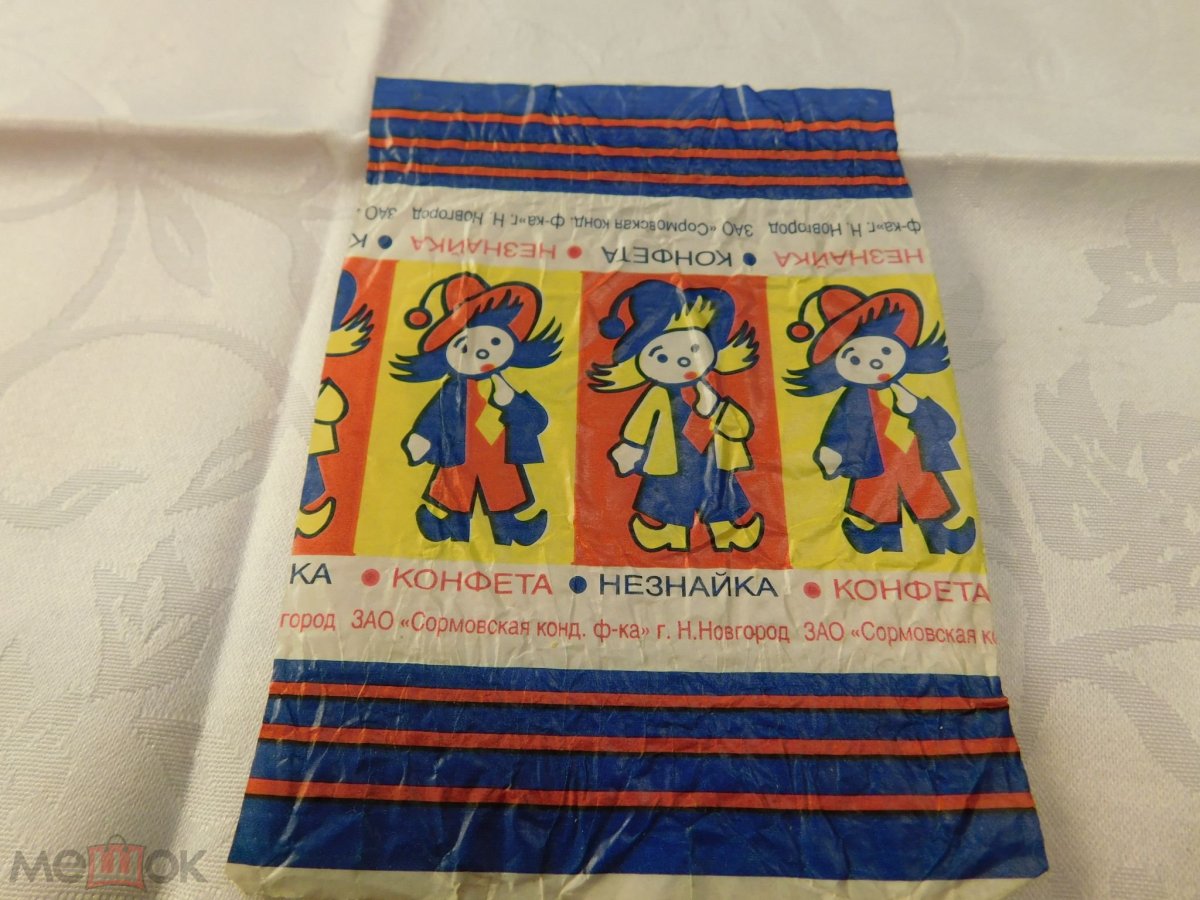 ф-ка» г. Н. Новгород ЗАО «Сормовская конд. ф-ка» г. Н. Новгород ЗАО
НЕЗНАЙКА • КОНФЕТА • НЕЗНАЙКА • К
КА • КОНФЕТА • НЕЗНАЙКА • КОНФЕТА
город ЗАО «Сормовская конд. ф-ка» г. Н.Новгород ЗАО «Сормовская ко
мешок